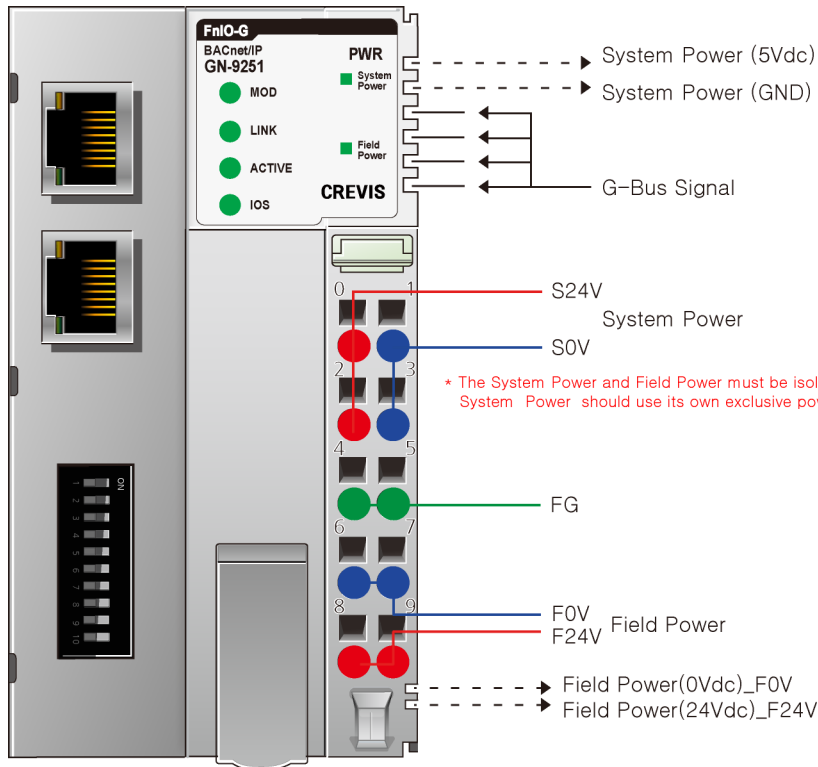 FnIO-G
BACnet/IP
GN-9251
PWR
System
Power
MOD
LINK
Field
Power
ACTIVE
IOS
CREVIS
System Power (5Vdc)
System Power (GND)
G-Bus Signal
0 1
S24V
System Power
S0V
2 3
* The System Power and Field Power must be
System Power should use its own exclusive
4 5
FG
6 7
F0V
F24V
Field Power
8 9
Field Power(0Vdc)_F0V
Field Power(24Vdc)_F24V
ON
1
2
3
4
5
6
7
8
9
10